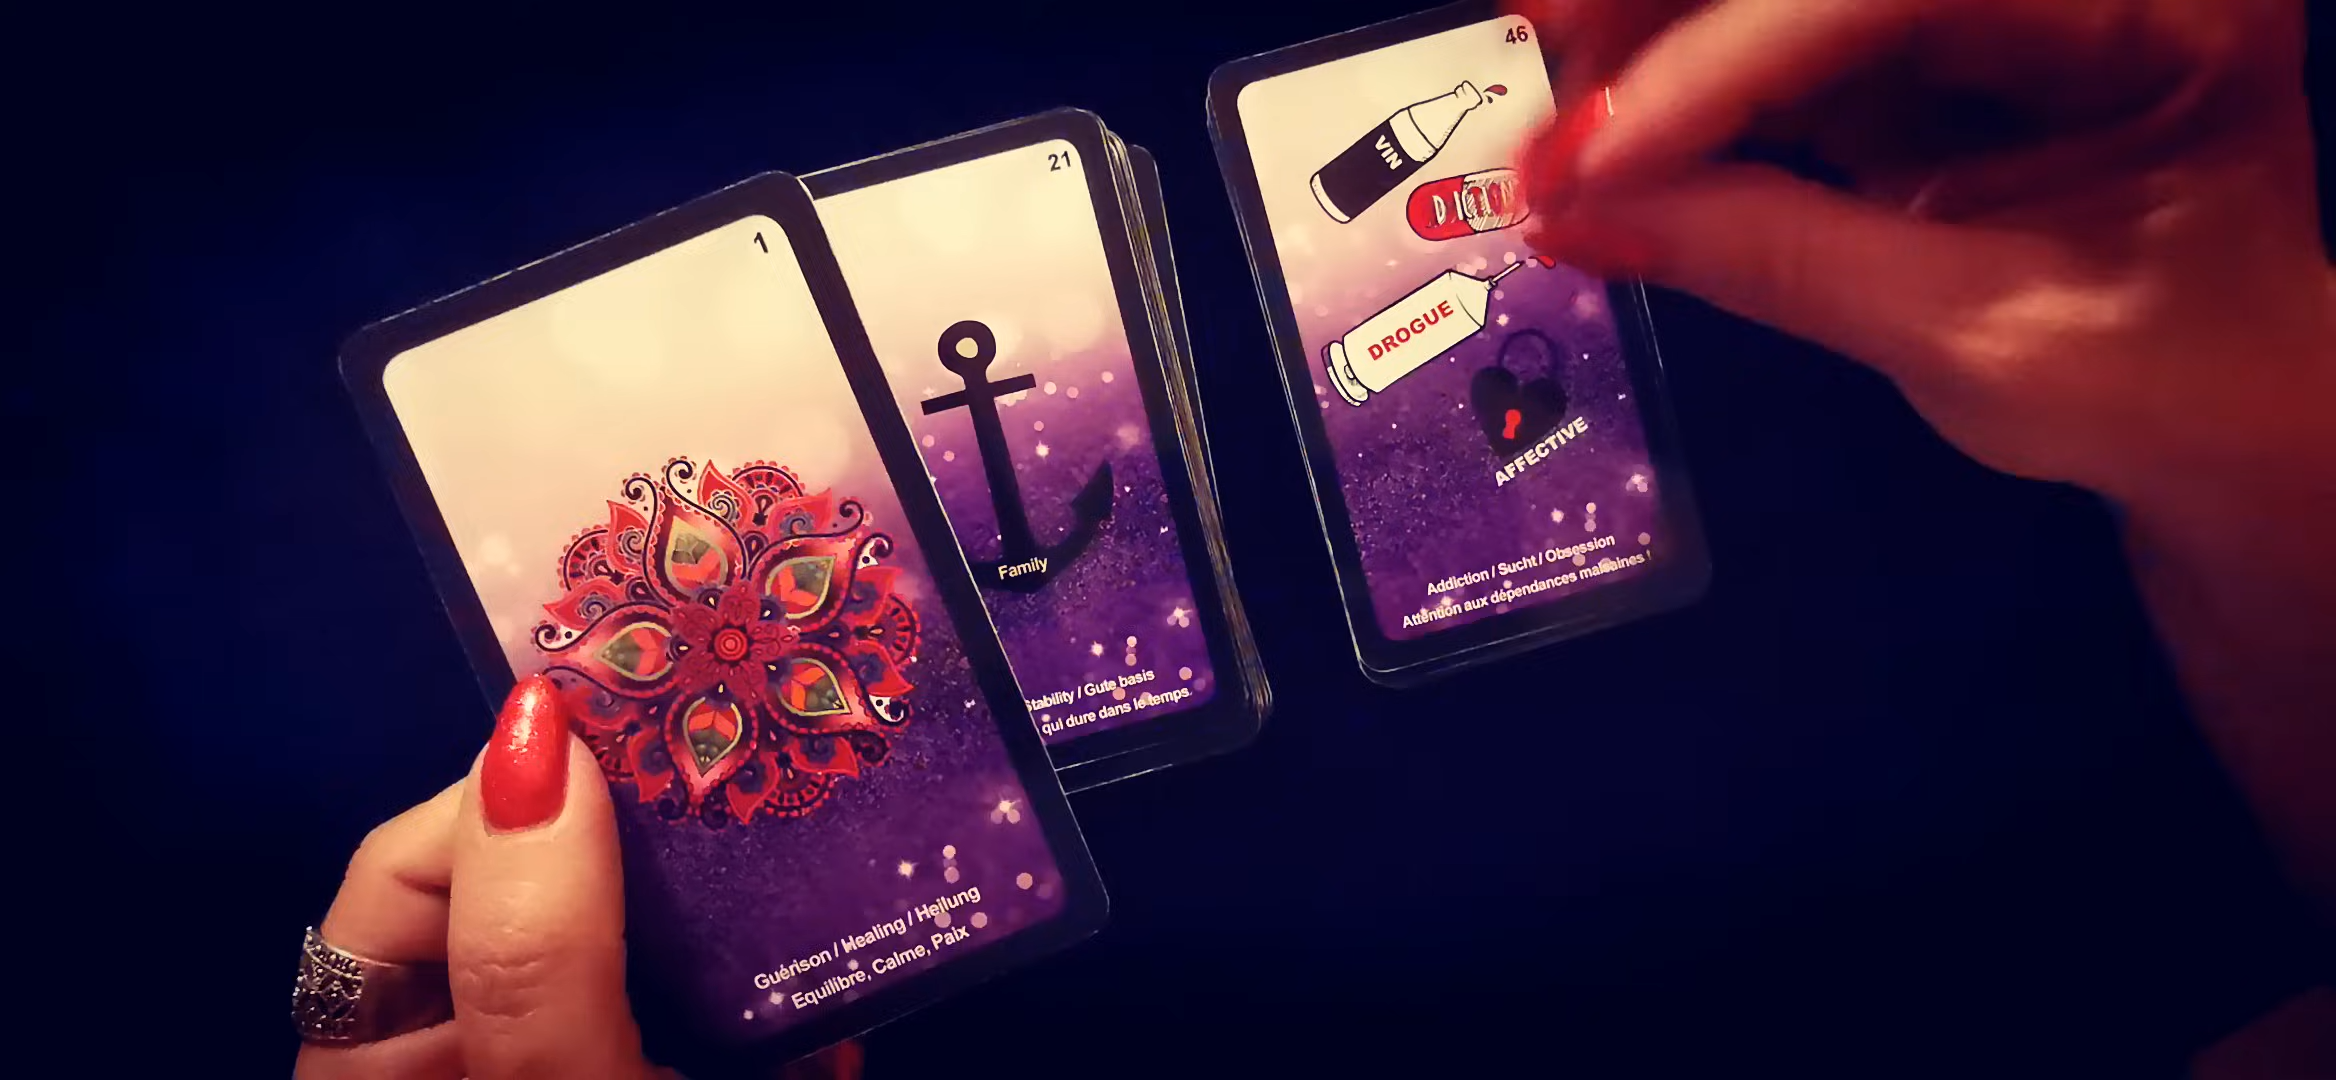 1
Guérison / Healing / Heilung
Equilibre, Calme, Paix
21
Family
Stability / Gute basis
qui dure dans le temps.
46
VIN
DROGUE
AFFECTIVE
Addiction / Sucht / Obsession
Attention aux dépendances malsaines !